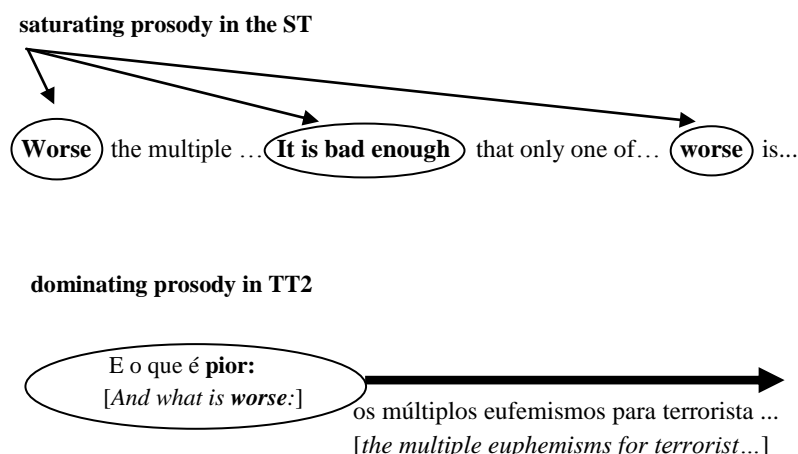 saturating prosody in the ST
Worse the multiple … It is bad enough that only one of… worse is...
dominating prosody in TT2
E o que é pior:
[And what is worse:]
os múltiplos eufemismos para terrorista ...
[the multiple euphemisms for terrorist…]